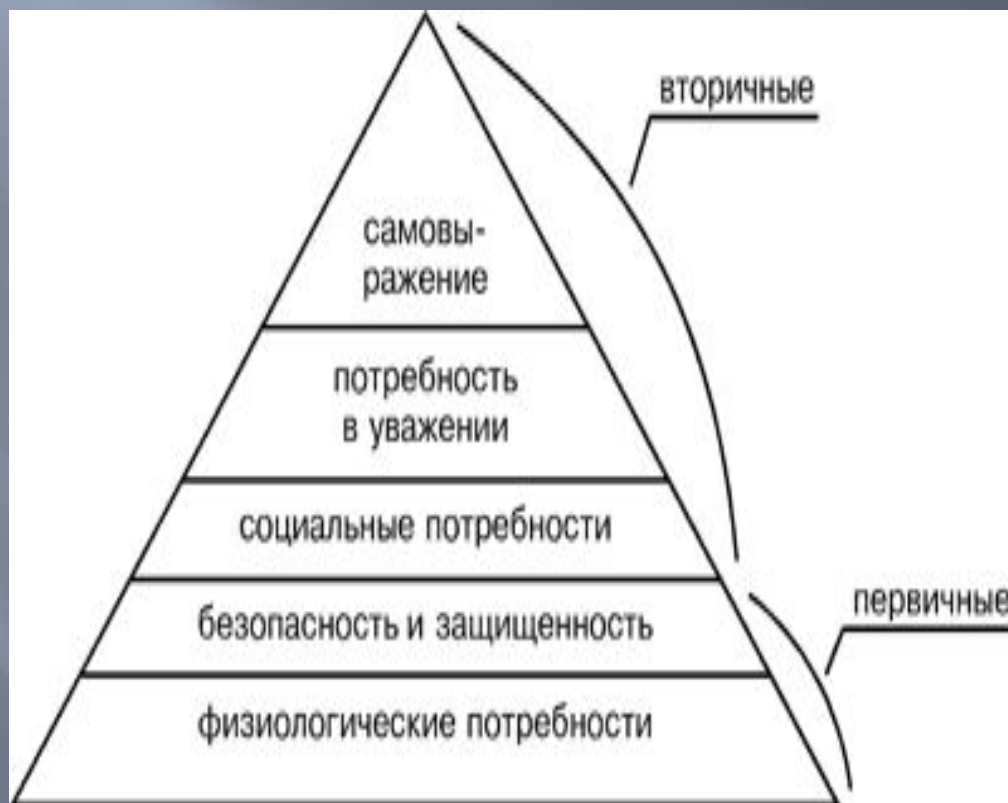 вторичные
самовы-
ражение
потребность
в уважении
социальные потребности
безопасность и защищенность
первичные
физиологические потребности